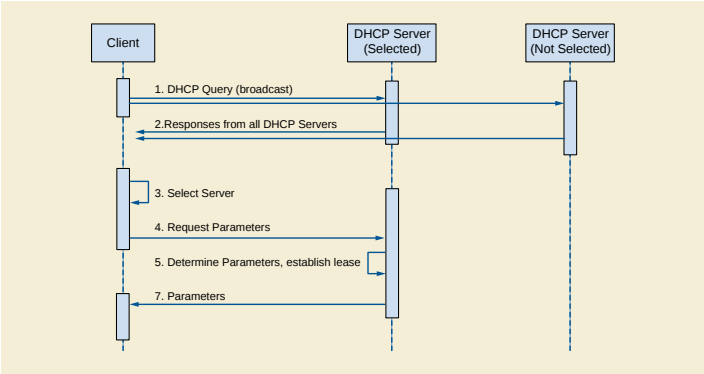 Client
DHCP Server
(Selected)
DHCP Server
(Not Selected)
1. DHCP Query (broadcast)
2.Responses from all DHCP Servers
3. Select Server
4. Request Parameters
5. Determine Parameters, establish lease
7. Parameters